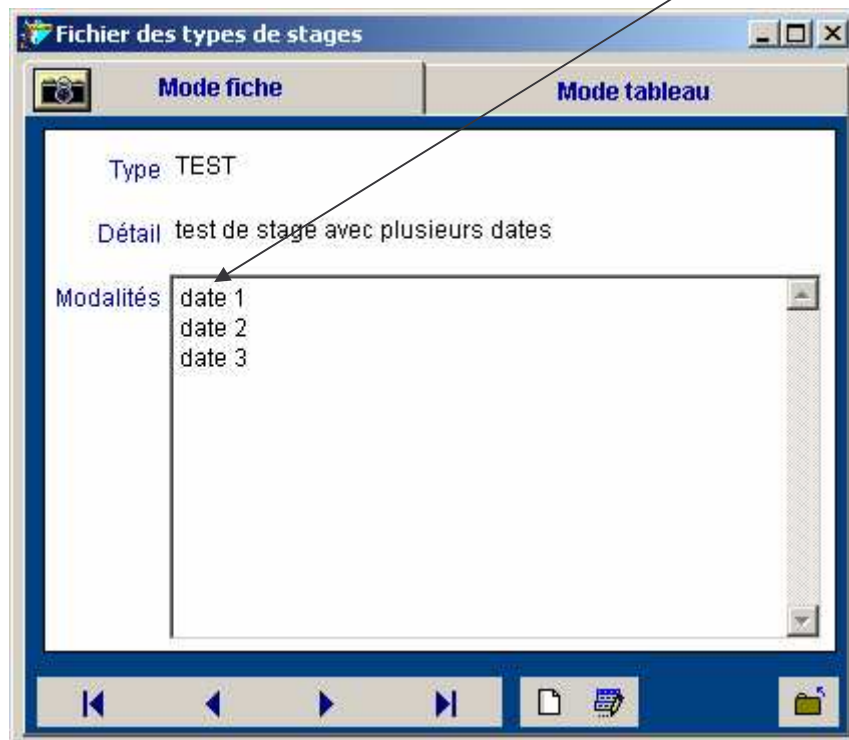 Fichier des types de stages
Mode fiche
Mode tableau
Type TEST
Détail test de stage avec plusieurs dates
Modalités date 1
date 2
date 3